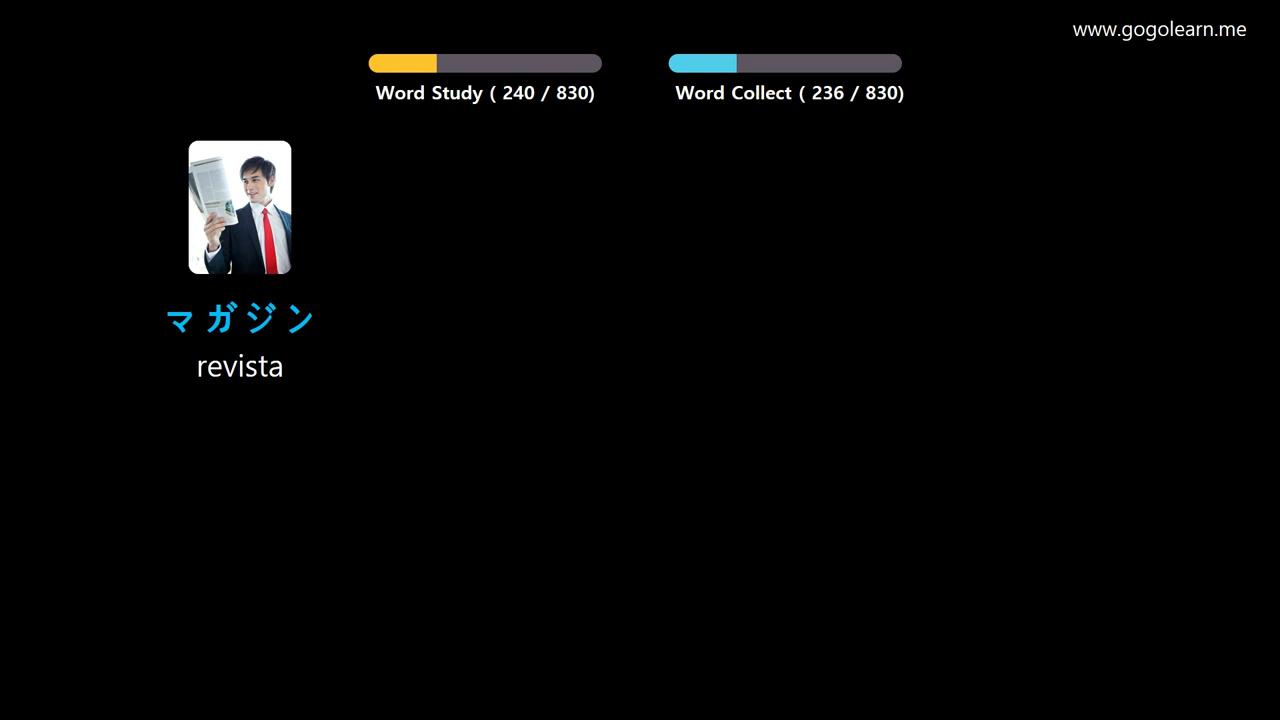 www.gogolearn.me
Word Study ( 240 / 830)
Word Collect ( 236 / 830)
マガジン
revista